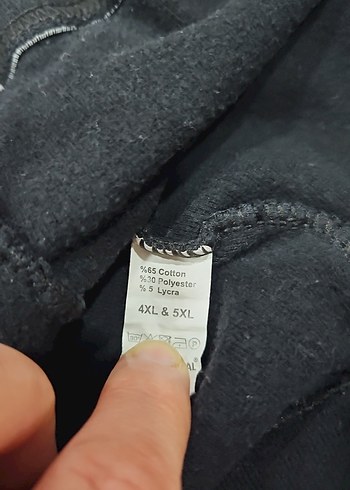 %65 Cotton
%30 Polyester
% 5 Lycra
4XL & 5XL